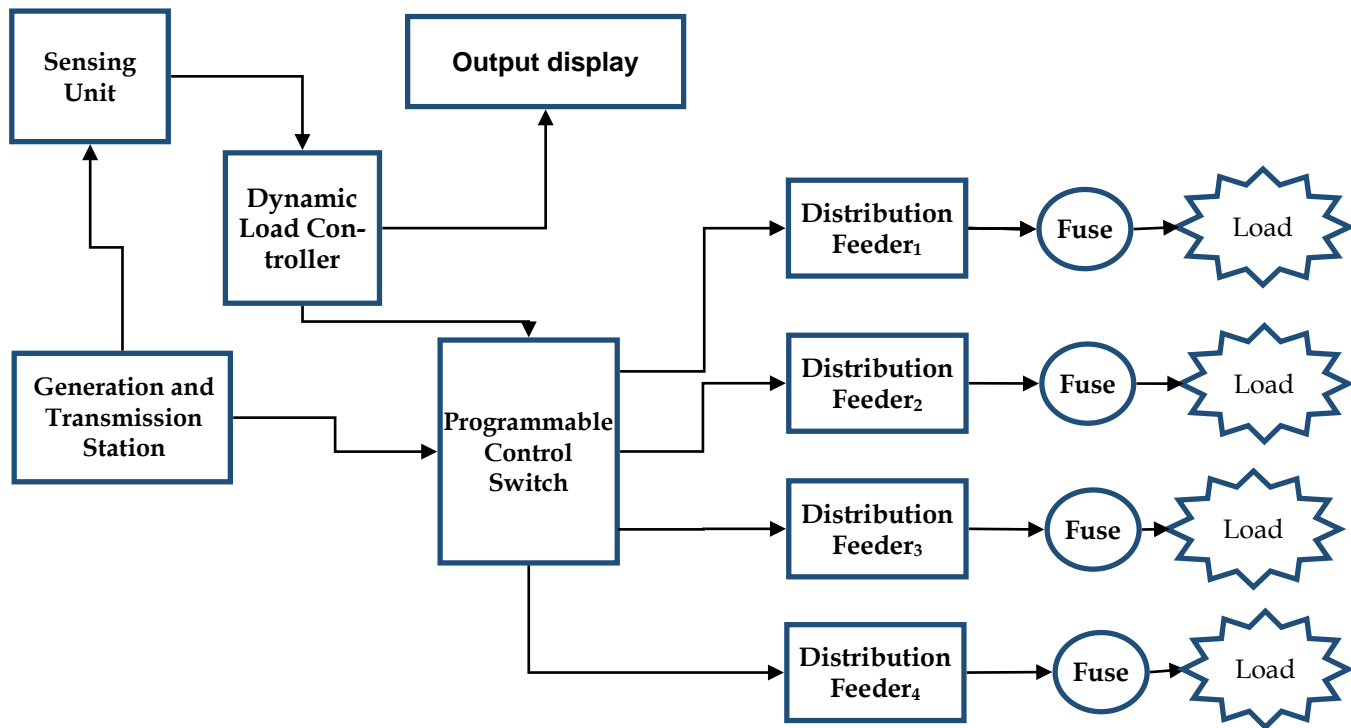 Sensing
Unit
Output display
Dynamic
Load Con-
troller
Generation and
Transmission
Station
Programmable
Control
Switch
Distribution
Feeder₁
Fuse
Load
Distribution
Feeder₂
Fuse
Load
Distribution
Feeder₃
Fuse
Load
Distribution
Feeder₄
Fuse
Load